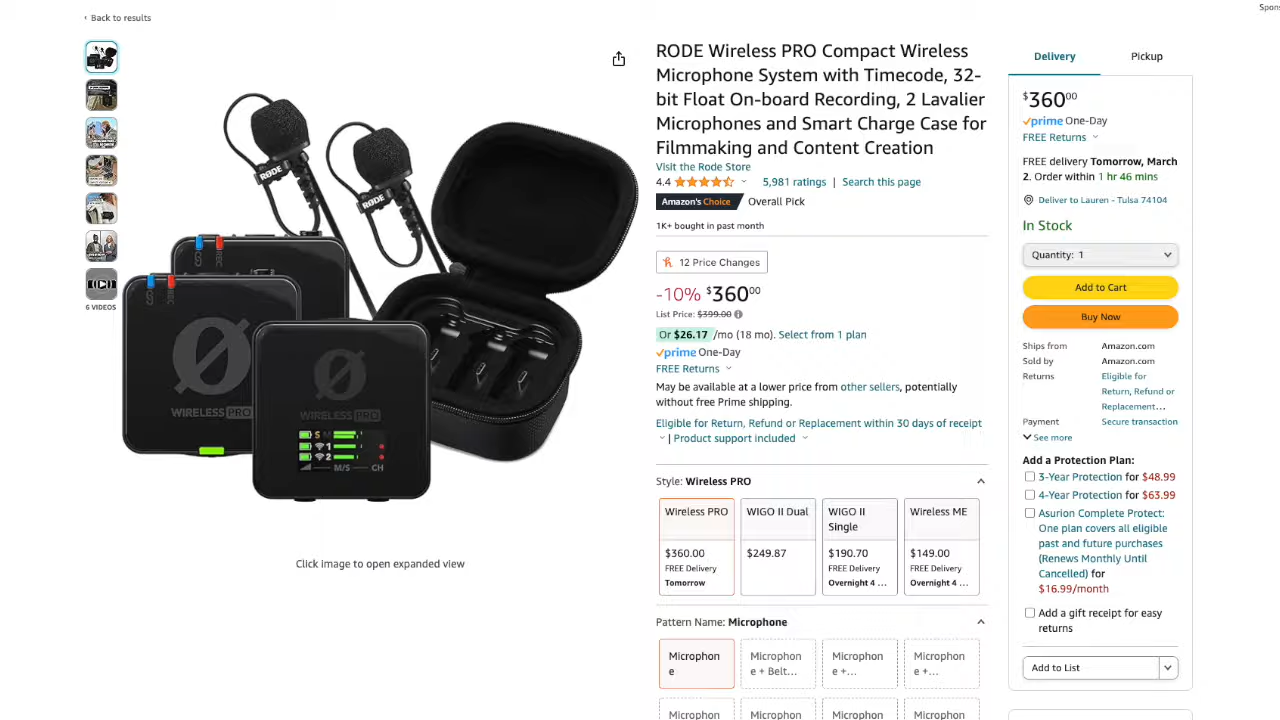 ‹ Back to results
Spons
6 VIDEOS
RØDE
RØDE
WIRELESS PRO
WIRELESS PRO
REC
REC
S M
1
2
M/S CH
Click image to open expanded view
RODE Wireless PRO Compact Wireless
Microphone System with Timecode, 32-
bit Float On-board Recording, 2 Lavalier
Microphones and Smart Charge Case for
Filmmaking and Content Creation
Visit the Rode Store
4.4 5,981 ratings | Search this page
Amazon's Choice Overall Pick
1K+ bought in past month
12 Price Changes
-10% $360 00
List Price: $399.00
Or $26.17 /mo (18 mo). Select from 1 plan
prime One-Day
FREE Returns
May be available at a lower price from other sellers, potentially
without free Prime shipping.
Eligible for Return, Refund or Replacement within 30 days of receipt
| Product support included
Style: Wireless PRO
Wireless PRO
$360.00
FREE Delivery
Tomorrow
WIGO II Dual
$249.87
WIGO II
Single
$190.70
FREE Delivery
Overnight 4 ...
Wireless ME
$149.00
FREE Delivery
Overnight 4 ...
Pattern Name: Microphone
Microphon
e
Microphon
e + Belt...
Microphon
e +...
Microphon
e +...
Microphon
Microphon
Microphon
Microphon
Delivery
Pickup
$360 00
prime One-Day
FREE Returns
FREE delivery Tomorrow, March
2. Order within 1 hr 46 mins
Deliver to Lauren - Tulsa 74104
In Stock
Quantity: 1
Add to Cart
Buy Now
Ships from Amazon.com
Sold by Amazon.com
Returns Eligible for
Return, Refund or
Replacement...
Payment Secure transaction
See more
Add a Protection Plan:
3-Year Protection for $48.99
4-Year Protection for $63.99
Asurion Complete Protect:
One plan covers all eligible
past and future purchases
(Renews Monthly Until
Cancelled) for
$16.99/month
Add a gift receipt for easy
returns
Add to List